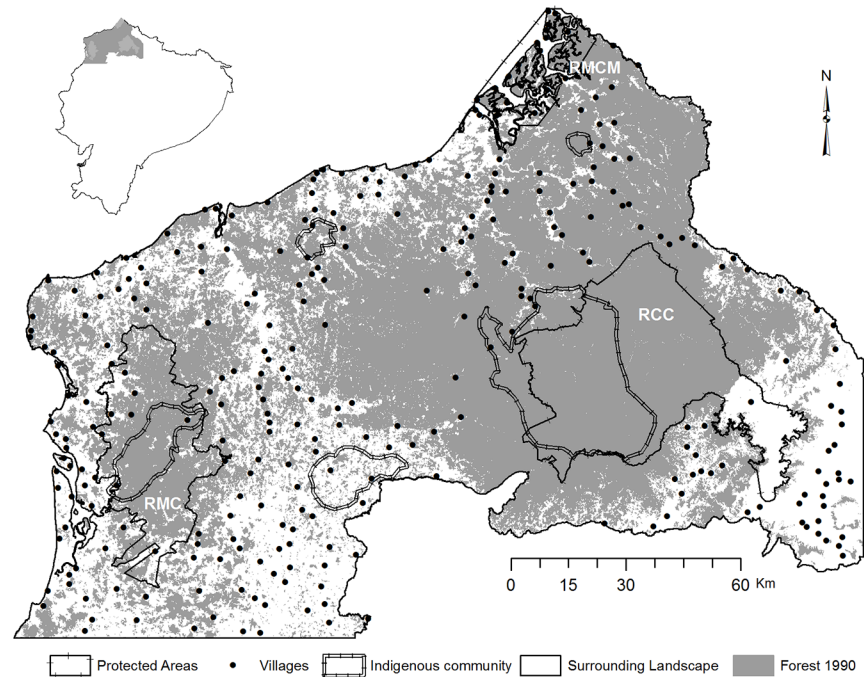 RMCM
N
RCC
RMC
0 15 30 60 Km
Protected Areas Villages Indigenous community Surrounding Landscape Forest 1990